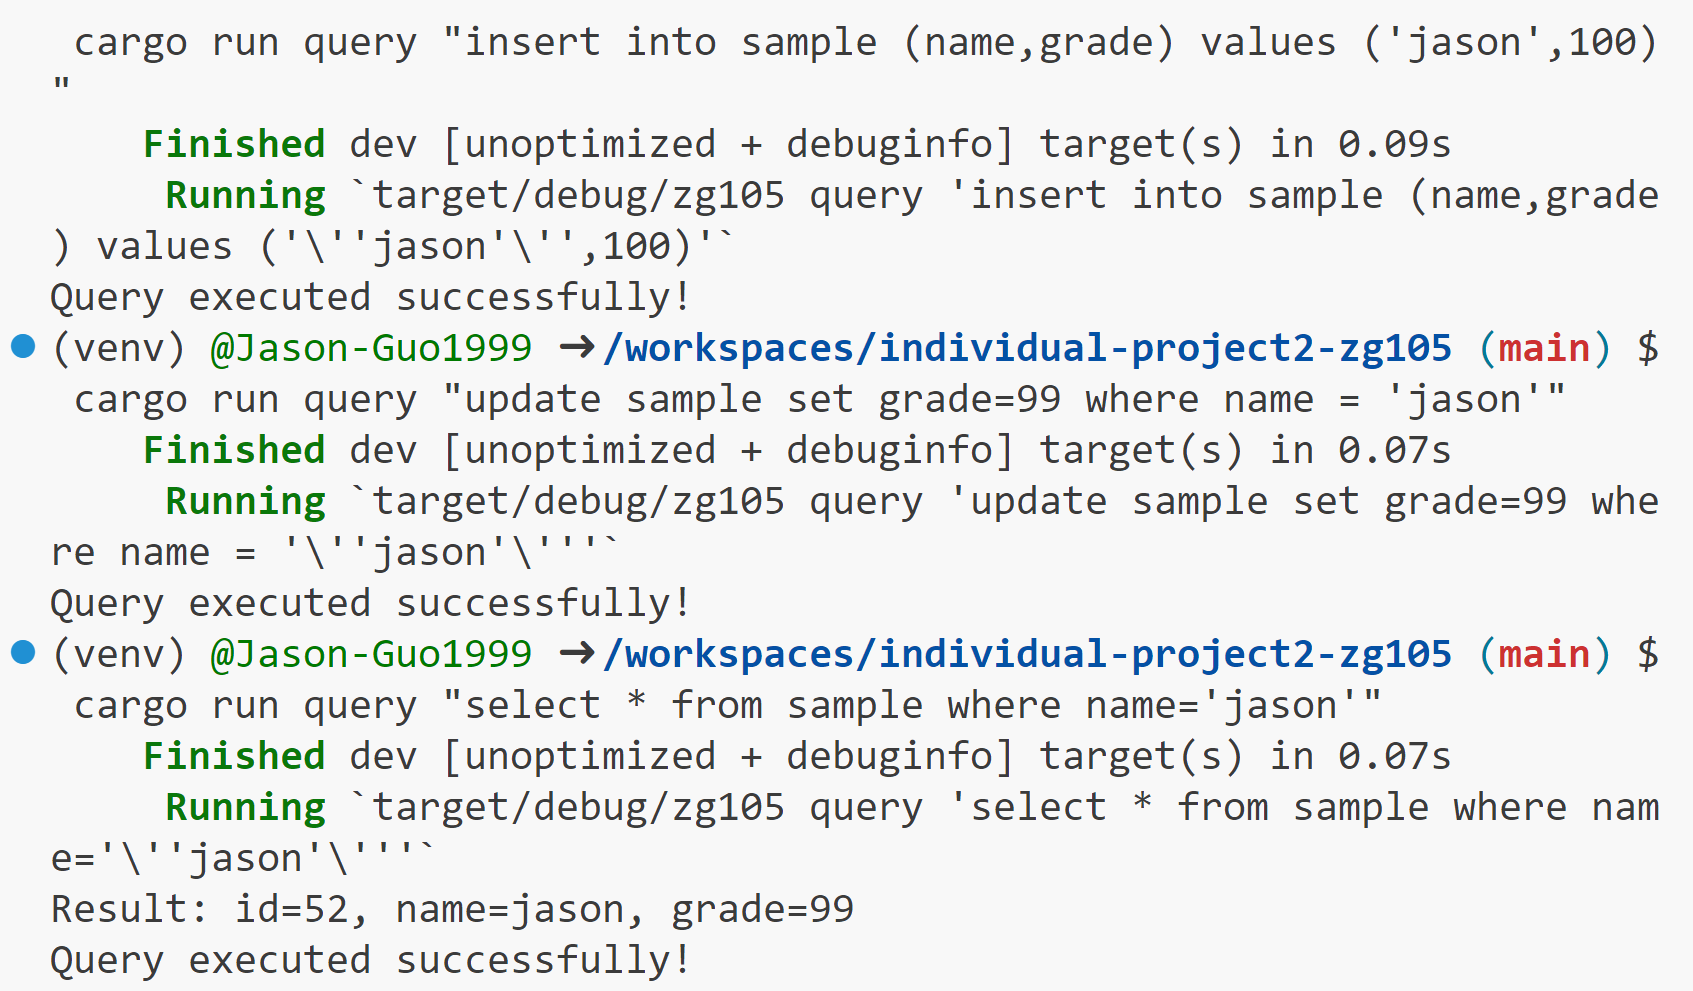 cargo run query "insert into sample (name,grade) values ('jason',100)
"
Finished dev [unoptimized + debuginfo] target(s) in 0.09s
Running `target/debug/zg105 query 'insert into sample (name,grade
) values ('\''jason'\'',100)'`
Query executed successfully!
(venv) @Jason-Guo1999 ➜/workspaces/individual-project2-zg105 (main) $
cargo run query "update sample set grade=99 where name = 'jason'"
Finished dev [unoptimized + debuginfo] target(s) in 0.07s
Running `target/debug/zg105 query 'update sample set grade=99 whe
re name = '\''jason'\'''`
Query executed successfully!
(venv) @Jason-Guo1999 ➜/workspaces/individual-project2-zg105 (main) $
cargo run query "select * from sample where name='jason'"
Finished dev [unoptimized + debuginfo] target(s) in 0.07s
Running `target/debug/zg105 query 'select * from sample where nam
e='\''jason'\'''`
Result: id=52, name=jason, grade=99
Query executed successfully!